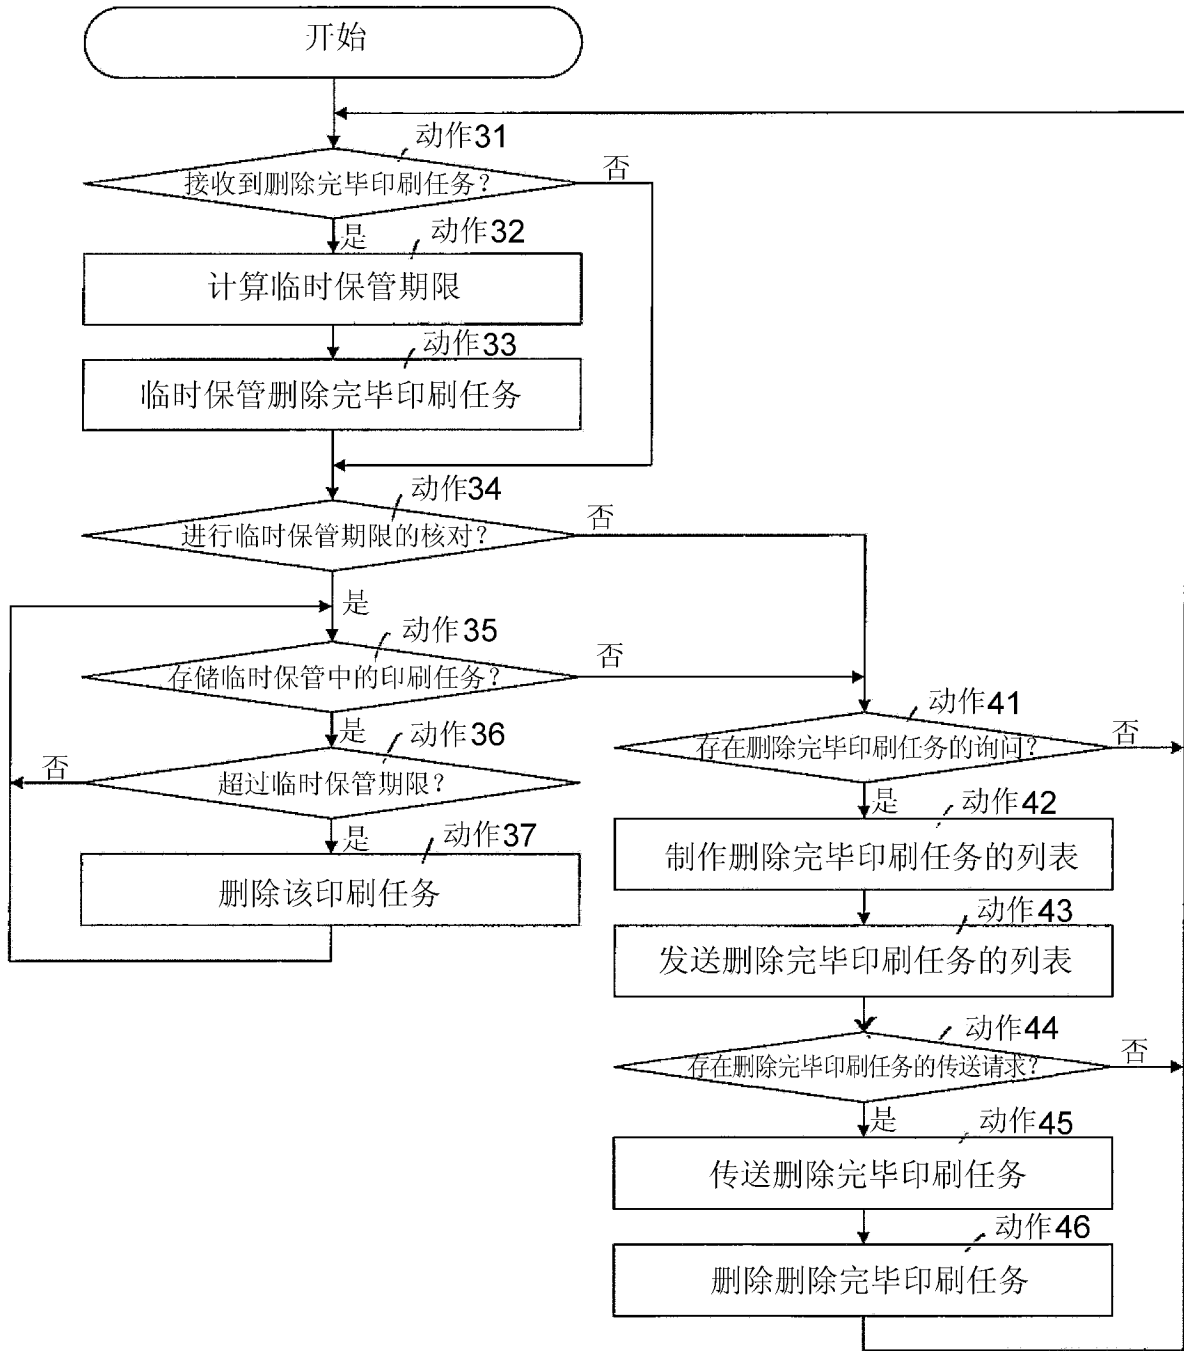 开始
动作31
接收到删除完毕印刷任务？
否
是
动作32
计算临时保管期限
动作33
临时保管删除完毕印刷任务
动作34
进行临时保管期限的核对？
否
是
动作35
存储临时保管中的印刷任务？
否
是
动作36
超过临时保管期限？
否
是
动作37
删除该印刷任务
动作41
存在删除完毕印刷任务的询问？
否
是
动作42
制作删除完毕印刷任务的列表
动作43
发送删除完毕印刷任务的列表
动作44
存在删除完毕印刷任务的传送请求？
否
是
动作45
传送删除完毕印刷任务
动作46
删除删除完毕印刷任务